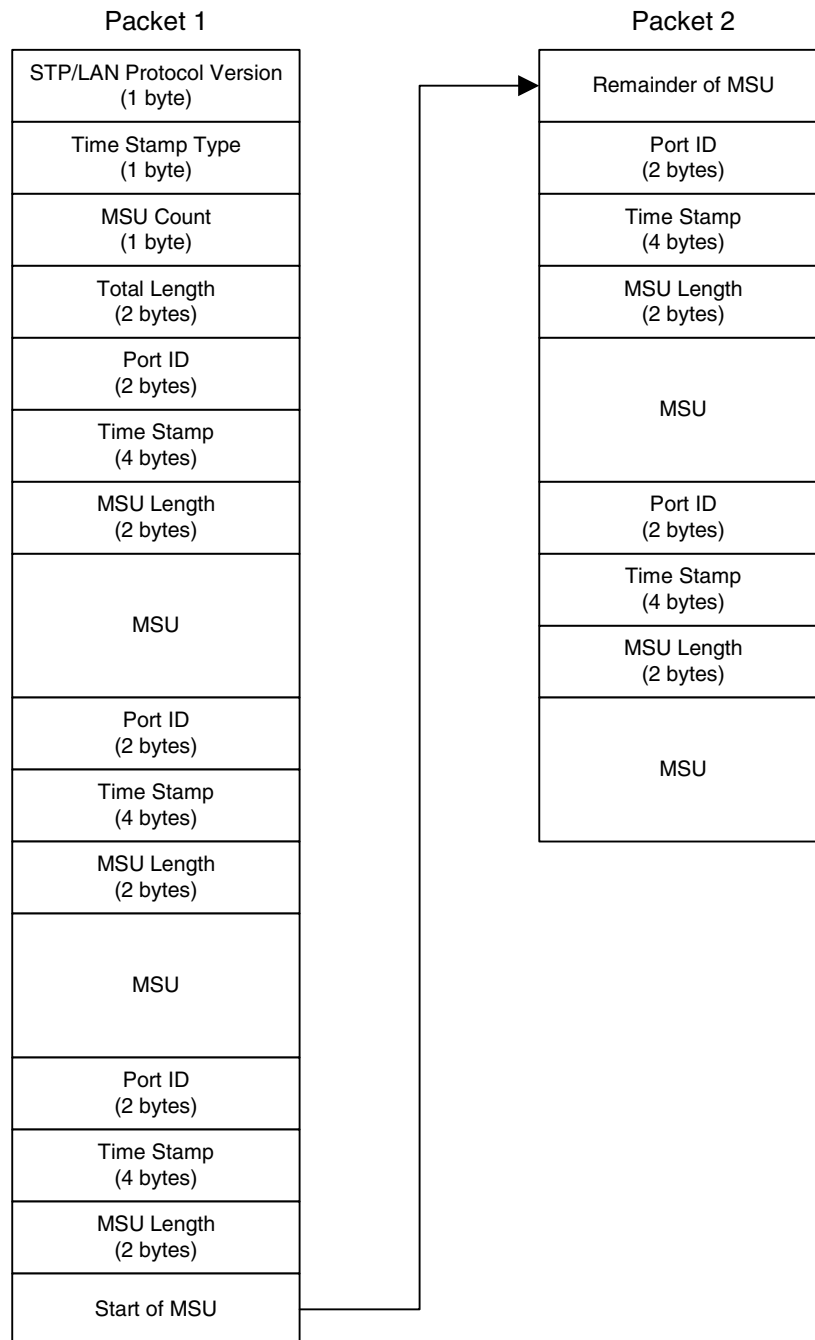 Packet 1
STP/LAN Protocol Version
(1 byte)
Time Stamp Type
(1 byte)
MSU Count
(1 byte)
Total Length
(2 bytes)
Port ID
(2 bytes)
Time Stamp
(4 bytes)
MSU Length
(2 bytes)
MSU
Port ID
(2 bytes)
Time Stamp
(4 bytes)
MSU Length
(2 bytes)
MSU
Port ID
(2 bytes)
Time Stamp
(4 bytes)
MSU Length
(2 bytes)
Start of MSU
Packet 2
Remainder of MSU
Port ID
(2 bytes)
Time Stamp
(4 bytes)
MSU Length
(2 bytes)
MSU
Port ID
(2 bytes)
Time Stamp
(4 bytes)
MSU Length
(2 bytes)
MSU